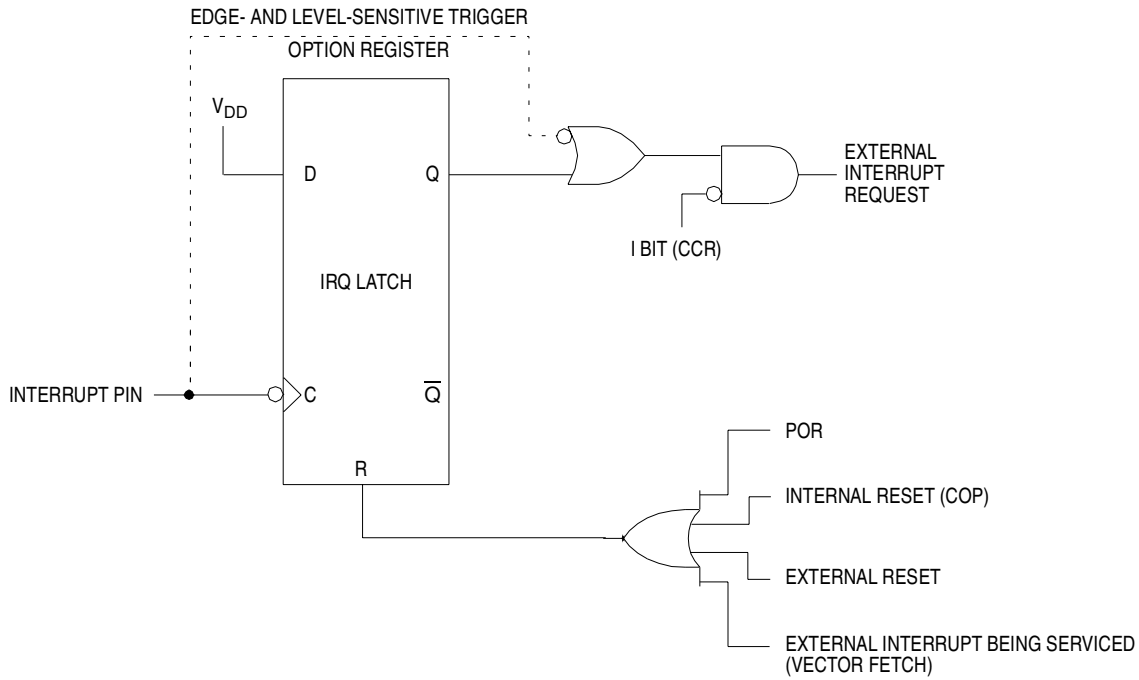 EDGE- AND LEVEL-SENSITIVE TRIGGER
OPTION REGISTER
VDD
D
Q
EXTERNAL
INTERRUPT
REQUEST
I BIT (CCR)
IRQ LATCH
INTERRUPT PIN
C
Q̅
R
POR
INTERNAL RESET (COP)
EXTERNAL RESET
EXTERNAL INTERRUPT BEING SERVICED
(VECTOR FETCH)